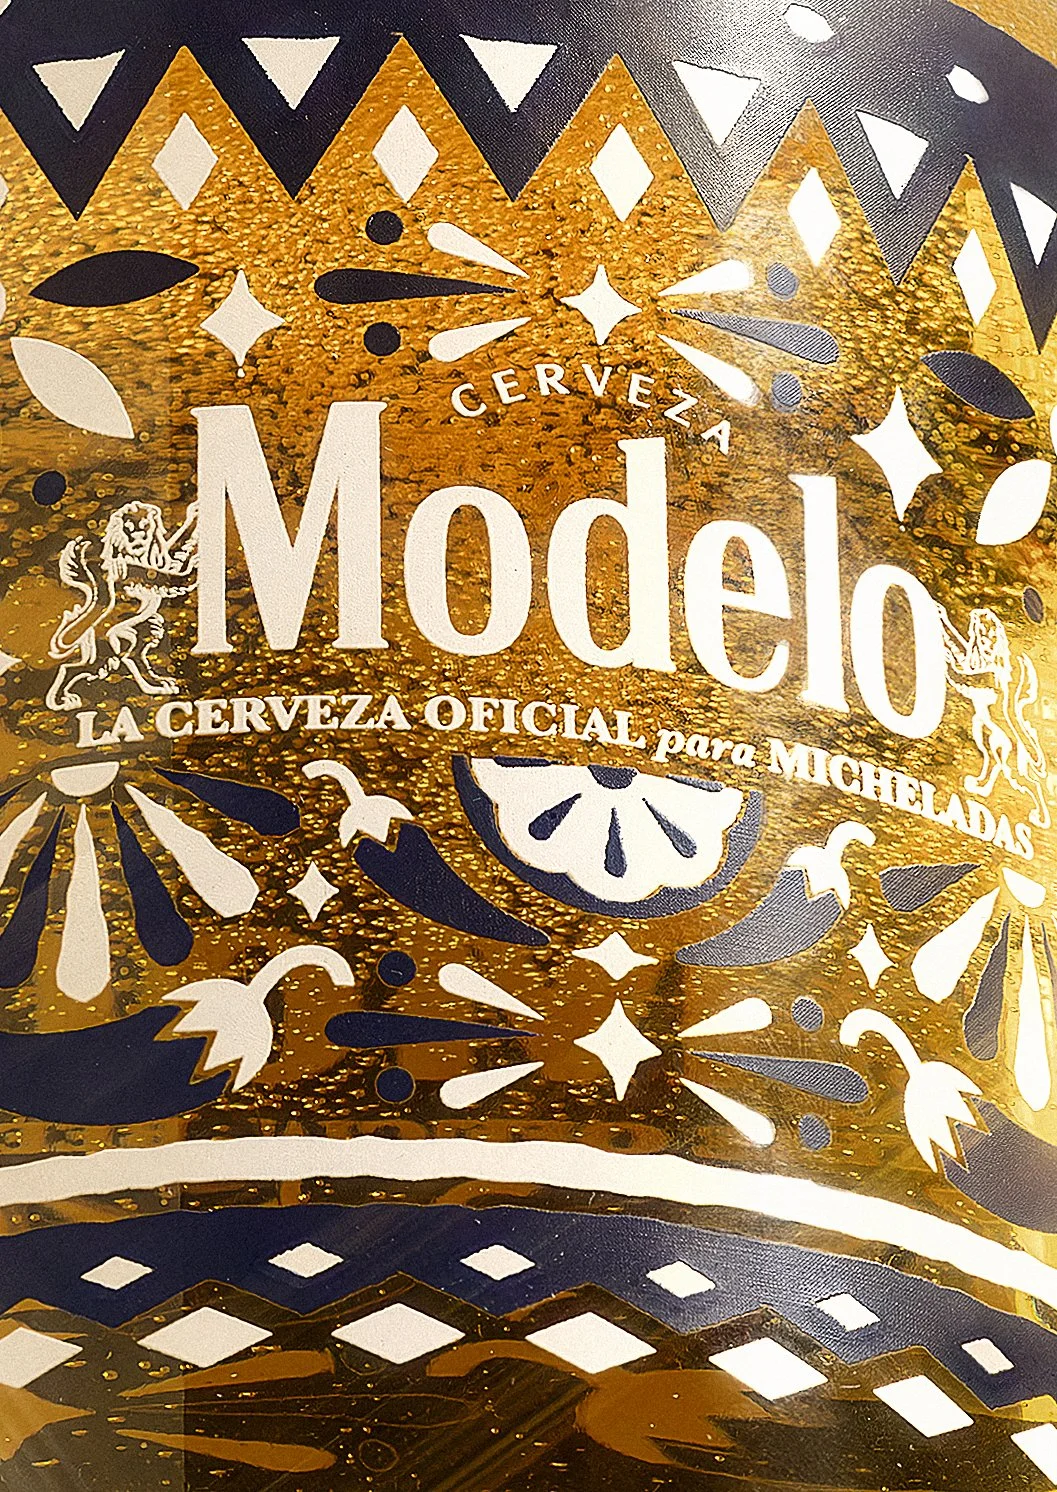 CERVEZA
Modelo
LA CERVEZA OFICIAL para MICHELADAS